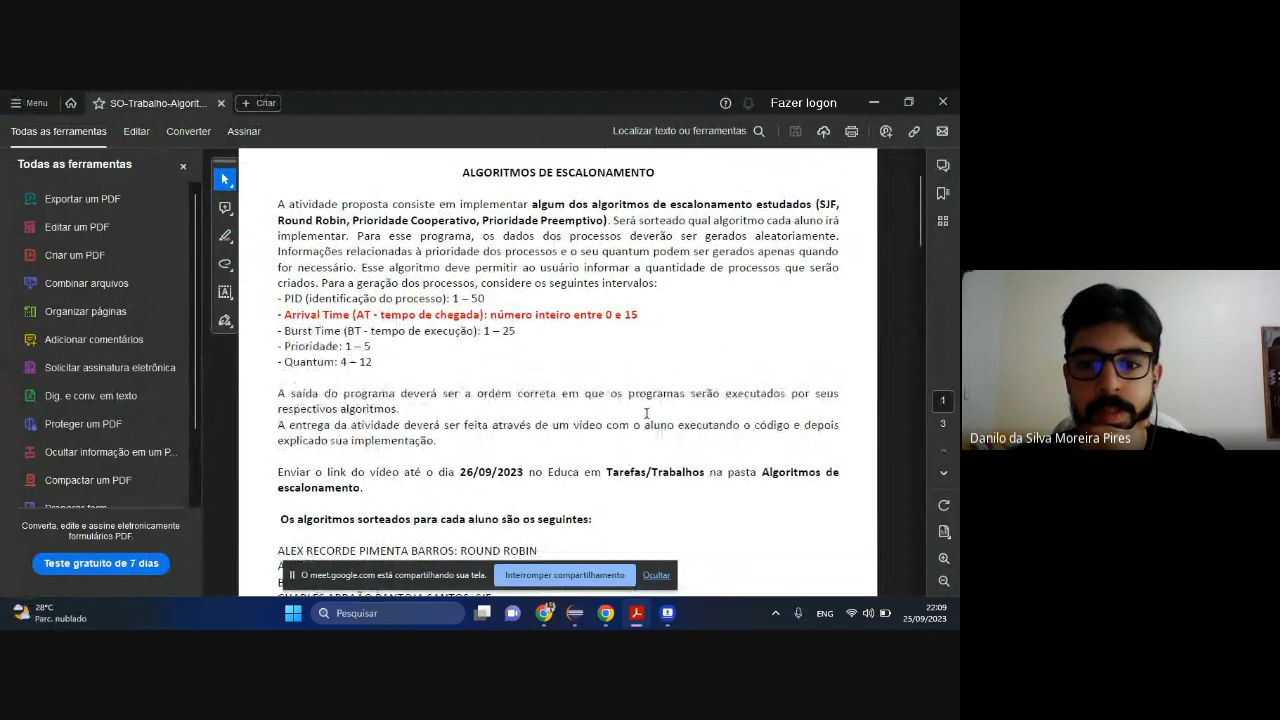 Menu
SO-Trabalho-Algorit...
Criar
Fazer logon
Todas as ferramentas
Editar
Converter
Assinar
Localizar texto ou ferramentas
Todas as ferramentas
Exportar um PDF
Editar um PDF
Criar um PDF
Combinar arquivos
Organizar páginas
Adicionar comentários
Solicitar assinatura eletrônica
Dig. e conv. em texto
Proteger um PDF
Ocultar informação em um P...
Compactar um PDF
Converta, edite e assine eletronicamente
formulários PDF.
Teste gratuito de 7 dias
ALGORITMOS DE ESCALONAMENTO
A atividade proposta consiste em implementar algum dos algoritmos de escalonamento estudados (SJF,
Round Robin, Prioridade Cooperativo, Prioridade Preemptivo). Será sorteado qual algoritmo cada aluno irá
implementar. Para esse programa, os dados dos processos deverão ser gerados aleatoriamente.
Informações relacionadas à prioridade dos processos e o seu quantum podem ser gerados apenas quando
for necessário. Esse algoritmo deve permitir ao usuário informar a quantidade de processos que serão
criados. Para a geração dos processos, considere os seguintes intervalos:
- PID (identificação do processo): 1 – 50
- Arrival Time (AT - tempo de chegada): número inteiro entre 0 e 15
- Burst Time (BT - tempo de execução): 1 – 25
- Prioridade: 1 – 5
- Quantum: 4 – 12
A saída do programa deverá ser a ordem correta em que os programas serão executados por seus
respectivos algoritmos.
A entrega da atividade deverá ser feita através de um vídeo com o aluno executando o código e depois
explicado sua implementação.
Enviar o link do vídeo até o dia 26/09/2023 no Educa em Tarefas/Trabalhos na pasta Algoritmos de
escalonamento.
Os algoritmos sorteados para cada aluno são os seguintes:
ALEX RECORDE PIMENTA BARROS: ROUND ROBIN
O meet.google.com está compartilhando sua tela.
Interromper compartilhamento
Ocultar
1
3
28°C
Parc. nublado
Pesquisar
ENG
22:09
25/09/2023
Danilo da Silva Moreira Pires